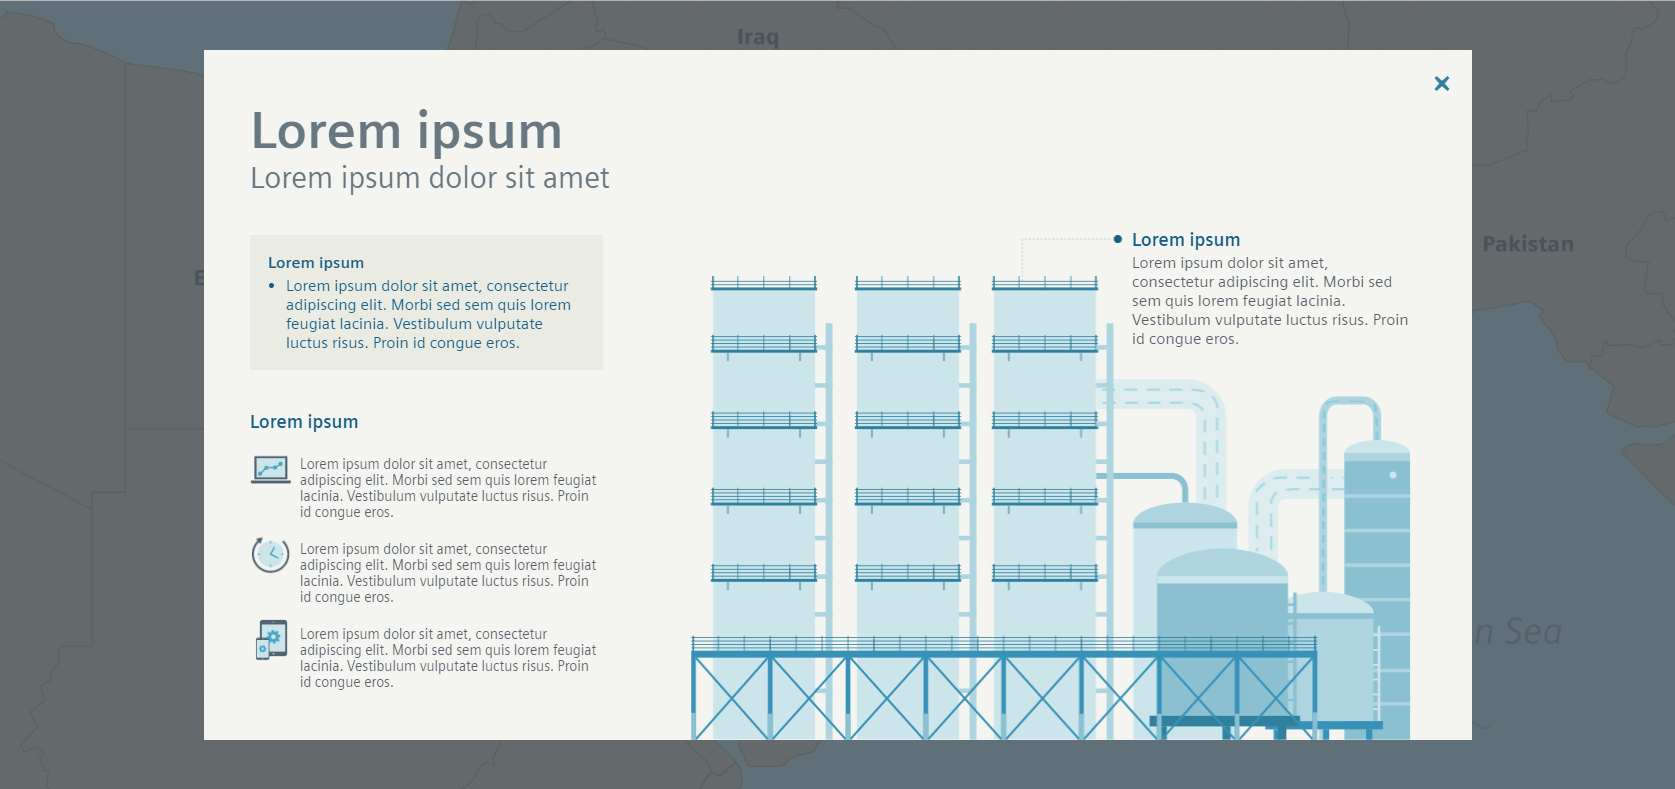 Iraq
Lorem ipsum
Lorem ipsum dolor sit amet
Lorem ipsum
• Lorem ipsum dolor sit amet, consectetur
adipiscing elit. Morbi sed sem quis lorem
feugiat lacinia. Vestibulum vulputate
luctus risus. Proin id congue eros.
Lorem ipsum
Lorem ipsum dolor sit amet, consectetur
adipiscing elit. Morbi sed sem quis lorem feugiat
lacinia. Vestibulum vulputate luctus risus. Proin
id congue eros.
Lorem ipsum dolor sit amet, consectetur
adipiscing elit. Morbi sed sem quis lorem feugiat
lacinia. Vestibulum vulputate luctus risus. Proin
id congue eros.
Lorem ipsum dolor sit amet, consectetur
adipiscing elit. Morbi sed sem quis lorem feugiat
lacinia. Vestibulum vulputate luctus risus. Proin
id congue eros.
Lorem ipsum
Lorem ipsum dolor sit amet,
consectetur adipiscing elit. Morbi sed
sem quis lorem feugiat lacinia.
Vestibulum vulputate luctus risus. Proin
id congue eros.
Pakistan
n Sea